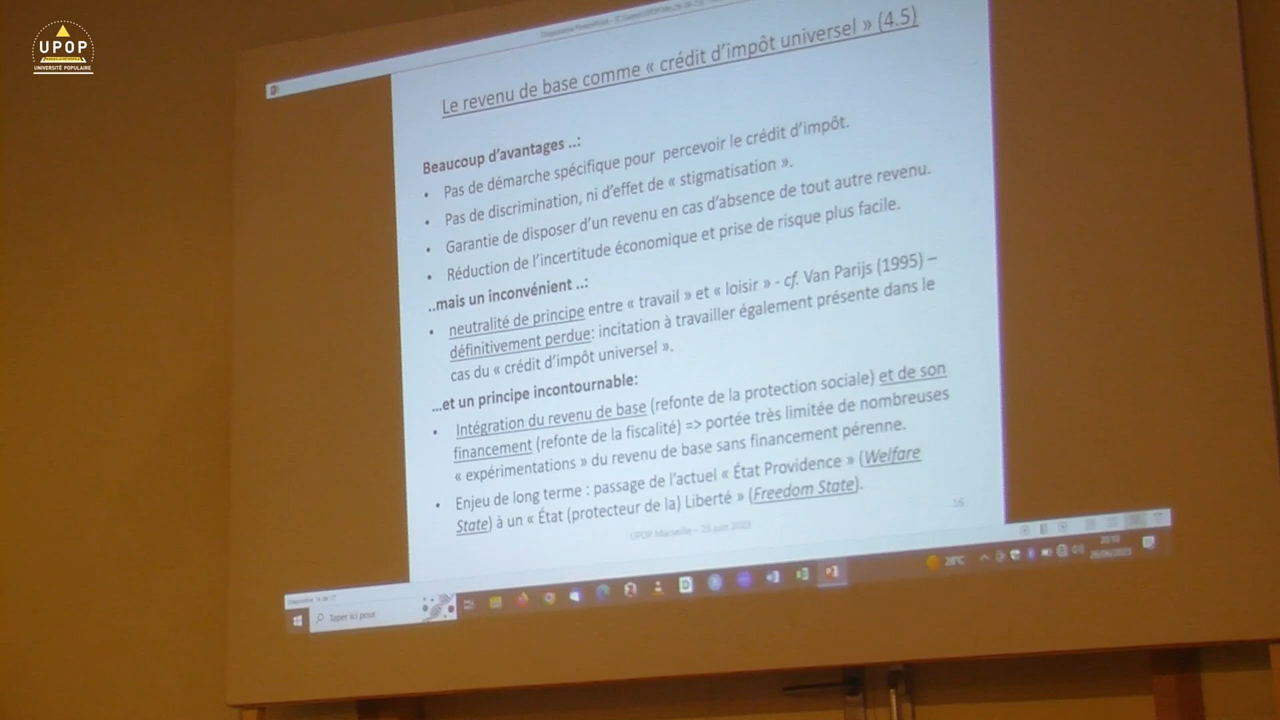 UPOP
UNIVERSITÉ POPULAIRE
Le revenu de base comme « crédit d’impôt universel » (4.5)
Beaucoup d’avantages ..:
• Pas de démarche spécifique pour percevoir le crédit d’impôt.
• Pas de discrimination, ni d’effet de « stigmatisation ».
• Garantie de disposer d’un revenu en cas d’absence de tout autre revenu.
• Réduction de l’incertitude économique et prise de risque plus facile.
..mais un inconvénient ..:
• neutralité de principe entre « travail » et « loisir » - cf. Van Parijs (1995) –
définitivement perdue: incitation à travailler également présente dans le
cas du « crédit d’impôt universel ».
...et un principe incontournable:
• Intégration du revenu de base (refonte de la protection sociale) et de son
financement (refonte de la fiscalité) => portée très limitée de nombreuses
« expérimentations » du revenu de base sans financement pérenne.
• Enjeu de long terme : passage de l’actuel « État Providence » (Welfare
State) à un « État (protecteur de la) Liberté » (Freedom State).
16
UPOP Marseille – 26 juin 2023
Taper ici pour
28°C
20:10
26/06/2023